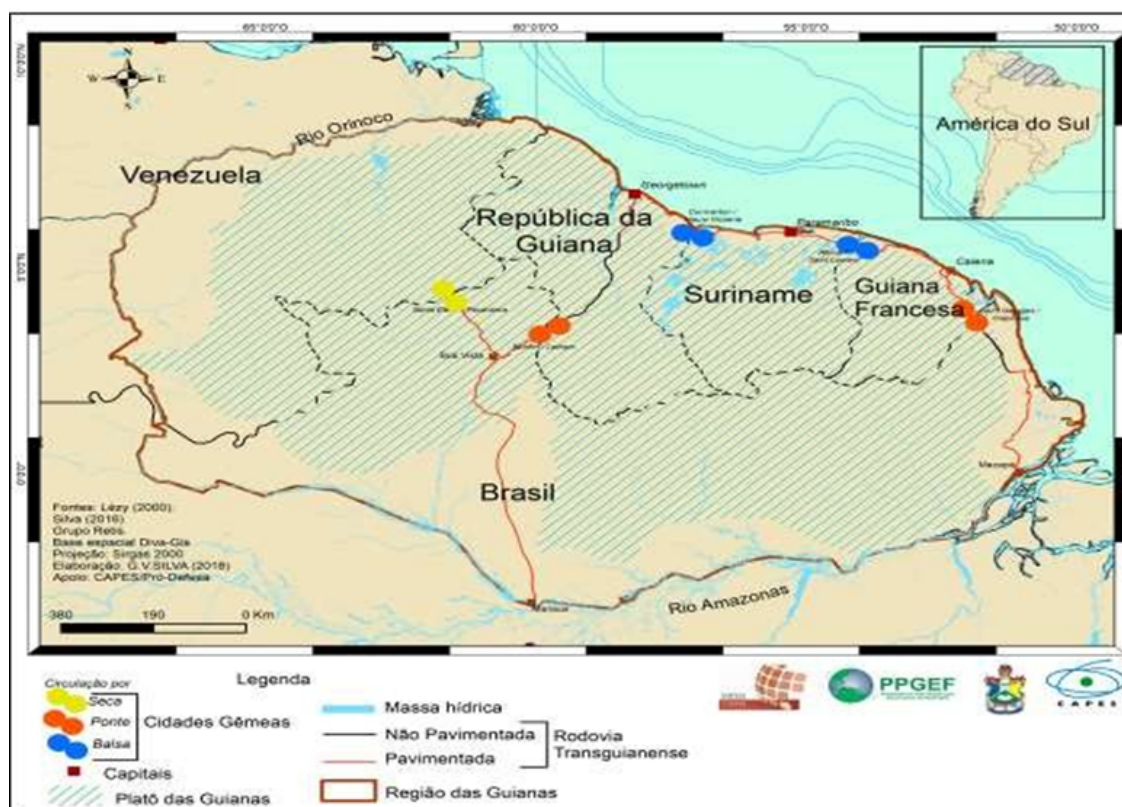 65°0'0"O
60°0'0"O
55°0'0"O
50°0'0"O
N
W
E
S
América do Sul
Rio Orinoco
Venezuela
Georgetown
República da
Guiana
Paramaribo
Caiena
Suriname
Guiana
Francesa
Boa Vista
Brasil
Macapá
Manaus
Rio Amazonas
Fontes: Lézy (2000).
Silva (2016)
Grupo Retis
Base espacial Diva-Gis
Projeção: Sirgas 2000
Elaboração: G.V.SILVA (2018)
Apoio: CAPES/Pró-Defesa
380 190 0 Km
Legenda
Circulação por
Seca
Ponte
Balsa
Cidades Gêmeas
Capitais
Platô das Guianas
Massa hídrica
Não Pavimentada
Pavimentada
Rodovia
Transguianense
Região das Guianas
PPGEF
CAPES